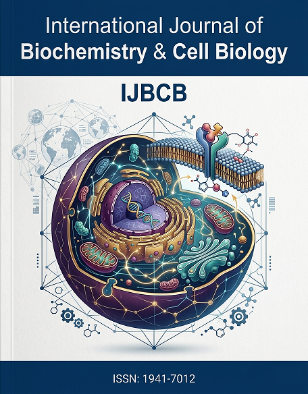 International Journal of
Biochemistry & Cell Biology
IJBCB
ISSN: 1941-7012